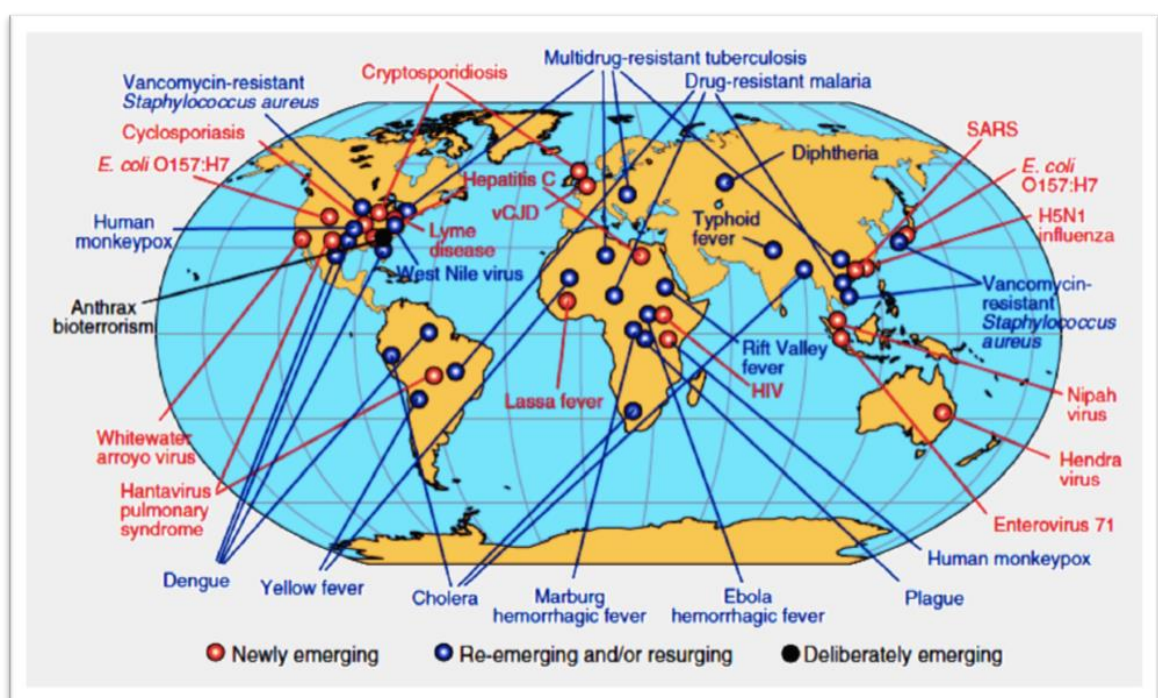 Multidrug-resistant tuberculosis
Cryptosporidiosis
Drug-resistant malaria
Vancomycin-resistant
Staphylococcus aureus
Cyclosporiasis
E. coli O157:H7
Human
monkeypox
Anthrax
bioterrorism
Hepatitis C
vCJD
Lyme
disease
West Nile virus
Diphtheria
Typhoid
fever
SARS
E. coli
O157:H7
H5N1
influenza
Vancomycin-
resistant
Staphylococcus
aureus
Rift Valley
fever
HIV
Lassa fever
Nipah
virus
Hendra
virus
Enterovirus 71
Whitewater
arroyo virus
Hantavirus
pulmonary
syndrome
Dengue
Yellow fever
Cholera
Marburg
hemorrhagic fever
Ebola
hemorrhagic fever
Plague
Human monkeypox
Newly emerging
Re-emerging and/or resurging
Deliberately emerging